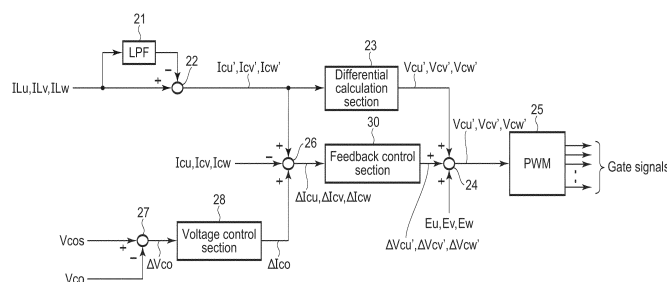 21
LPF
22
ILu,ILv,ILw
Icu',Icv',Icw'
23
Differential
calculation
section
Vcu',Vcv',Vcw'
30
Feedback control
section
Icu,Icv,Icw
26
ΔIcu,ΔIcv,ΔIcw
24
Vcu',Vcv',Vcw'
25
PWM
Gate signals
Eu,Ev,Ew
ΔVcu',ΔVcv',ΔVcw'
27
28
Voltage control
section
Vcos
Vco
ΔVco
ΔIco